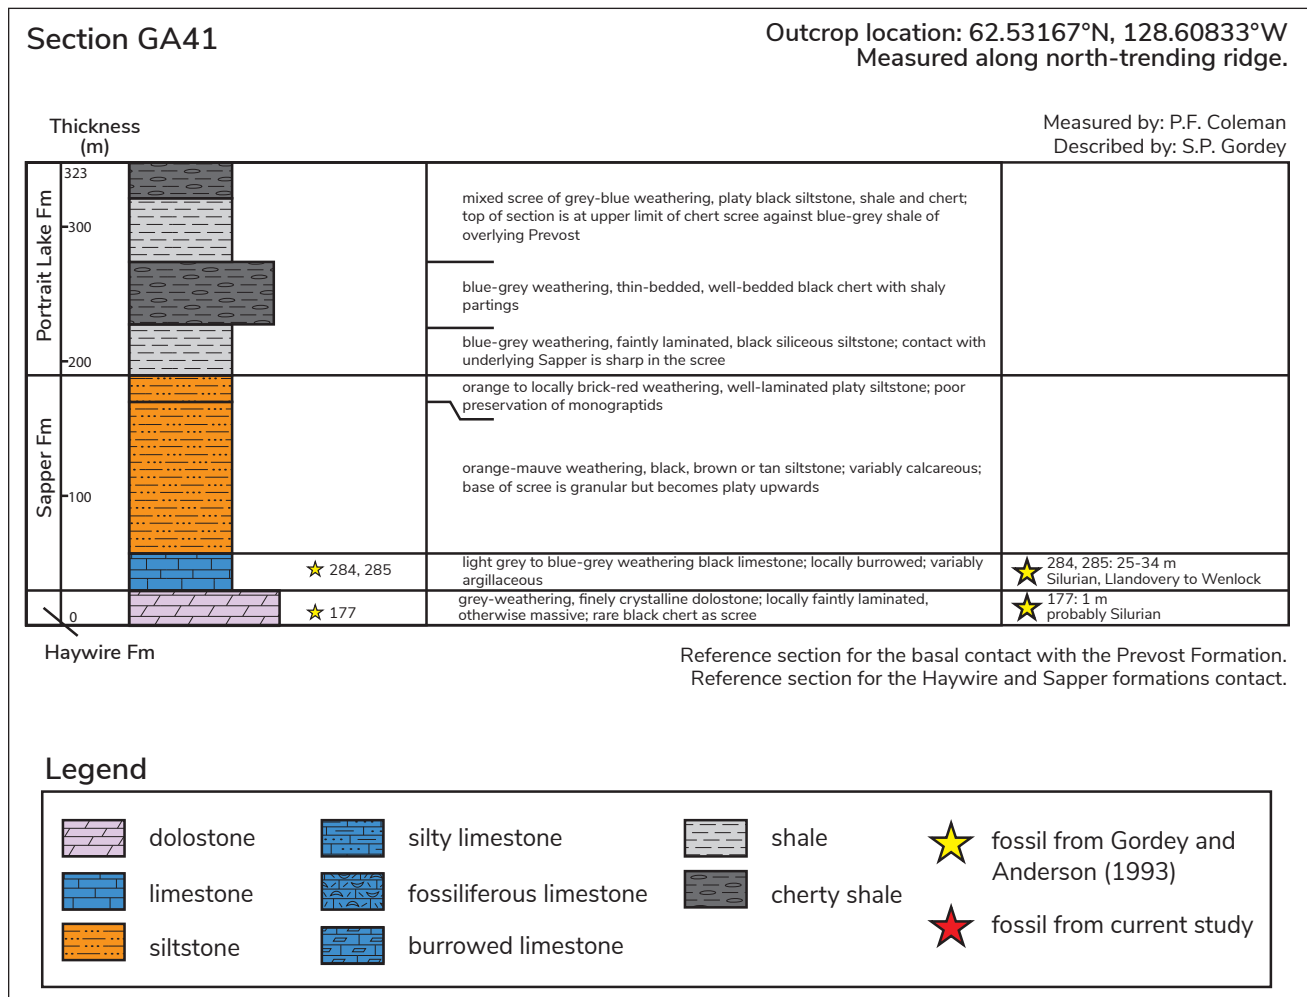 Section GA41
Outcrop location: 62.53167°N, 128.60833°W
Measured along north-trending ridge.
Thickness
(m)
Measured by: P.F. Coleman
Described by: S.P. Gordey
Portrait Lake Fm
323
300
200
mixed scree of grey-blue weathering, platy black siltstone, shale and chert;
top of section is at upper limit of chert scree against blue-grey shale of
overlying Prevost
blue-grey weathering, thin-bedded, well-bedded black chert with shaly
partings
blue-grey weathering, faintly laminated, black siliceous siltstone; contact with
underlying Sapper is sharp in the scree
Sapper Fm
100
0
orange to locally brick-red weathering, well-laminated platy siltstone; poor
preservation of monograptids
orange-mauve weathering, black, brown or tan siltstone; variably calcareous;
base of scree is granular but becomes platy upwards
284, 285
light grey to blue-grey weathering black limestone; locally burrowed; variably
argillaceous
284, 285: 25-34 m
Silurian, Llandovery to Wenlock
177
grey-weathering, finely crystalline dolostone; locally faintly laminated,
otherwise massive; rare black chert as scree
177: 1 m
probably Silurian
Haywire Fm
Reference section for the basal contact with the Prevost Formation.
Reference section for the Haywire and Sapper formations contact.
Legend
dolostone
limestone
siltstone
silty limestone
fossiliferous limestone
burrowed limestone
shale
cherty shale
fossil from Gordey and
Anderson (1993)
fossil from current study